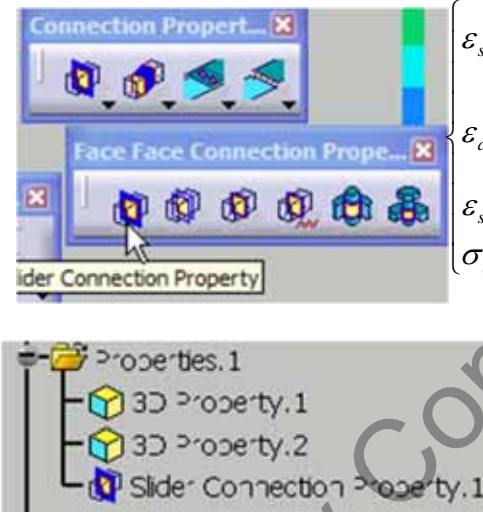 Connection Propert...
Face Face Connection Prope...
ider Connection Property
Properties.1
3D Property.1
3D Property.2
Slider Connection Property.1